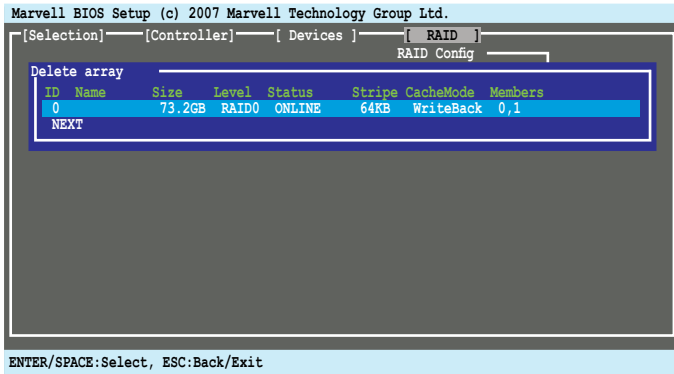 Marvell BIOS Setup (c) 2007 Marvell Technology Group Ltd.
[Selection] [Controller] [ Devices ] [ RAID ]
RAID Config
Delete array
ID Name Size Level Status Stripe CacheMode Members
0 73.2GB RAID0 ONLINE 64KB WriteBack 0,1
NEXT
ENTER/SPACE:Select, ESC:Back/Exit